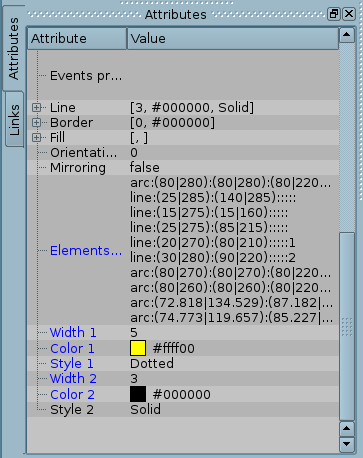 Attributes
Attributes
Links
Attribute Value
Events pr...
Line [3, #000000, Solid]
Border [0, #000000]
Fill [, ]
Orientati... 0
Mirroring false
Elements...
arc:(80|280):(80|280):(80|220...
line:(25|285):(140|285):::::
line:(15|275):(15|160):::::
line:(25|275):(85|215):::::
line:(20|270):(80|210):::::1
line:(30|280):(90|220):::::2
arc:(80|270):(80|270):(80|220...
arc:(80|260):(80|260):(80|220...
arc:(72.818|134.529):(87.182|...
arc:(74.773|119.657):(85.227|...
Width 1 5
Color 1 #ffff00
Style 1 Dotted
Width 2 3
Color 2 #000000
Style 2 Solid